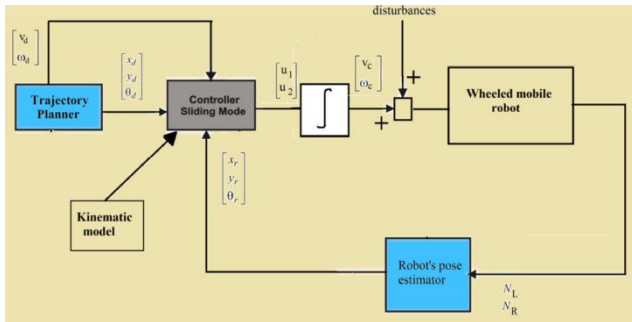 disturbances
v_d
ω_d
x_d
y_d
θ_d
u_1
u_2
v_c
ω_c
+
+
Trajectory
Planner
Controller
Sliding Mode
∫
Wheeled mobile
robot
x_r
y_r
θ_r
Kinematic
model
Robot's pose
estimator
N_L
N_R